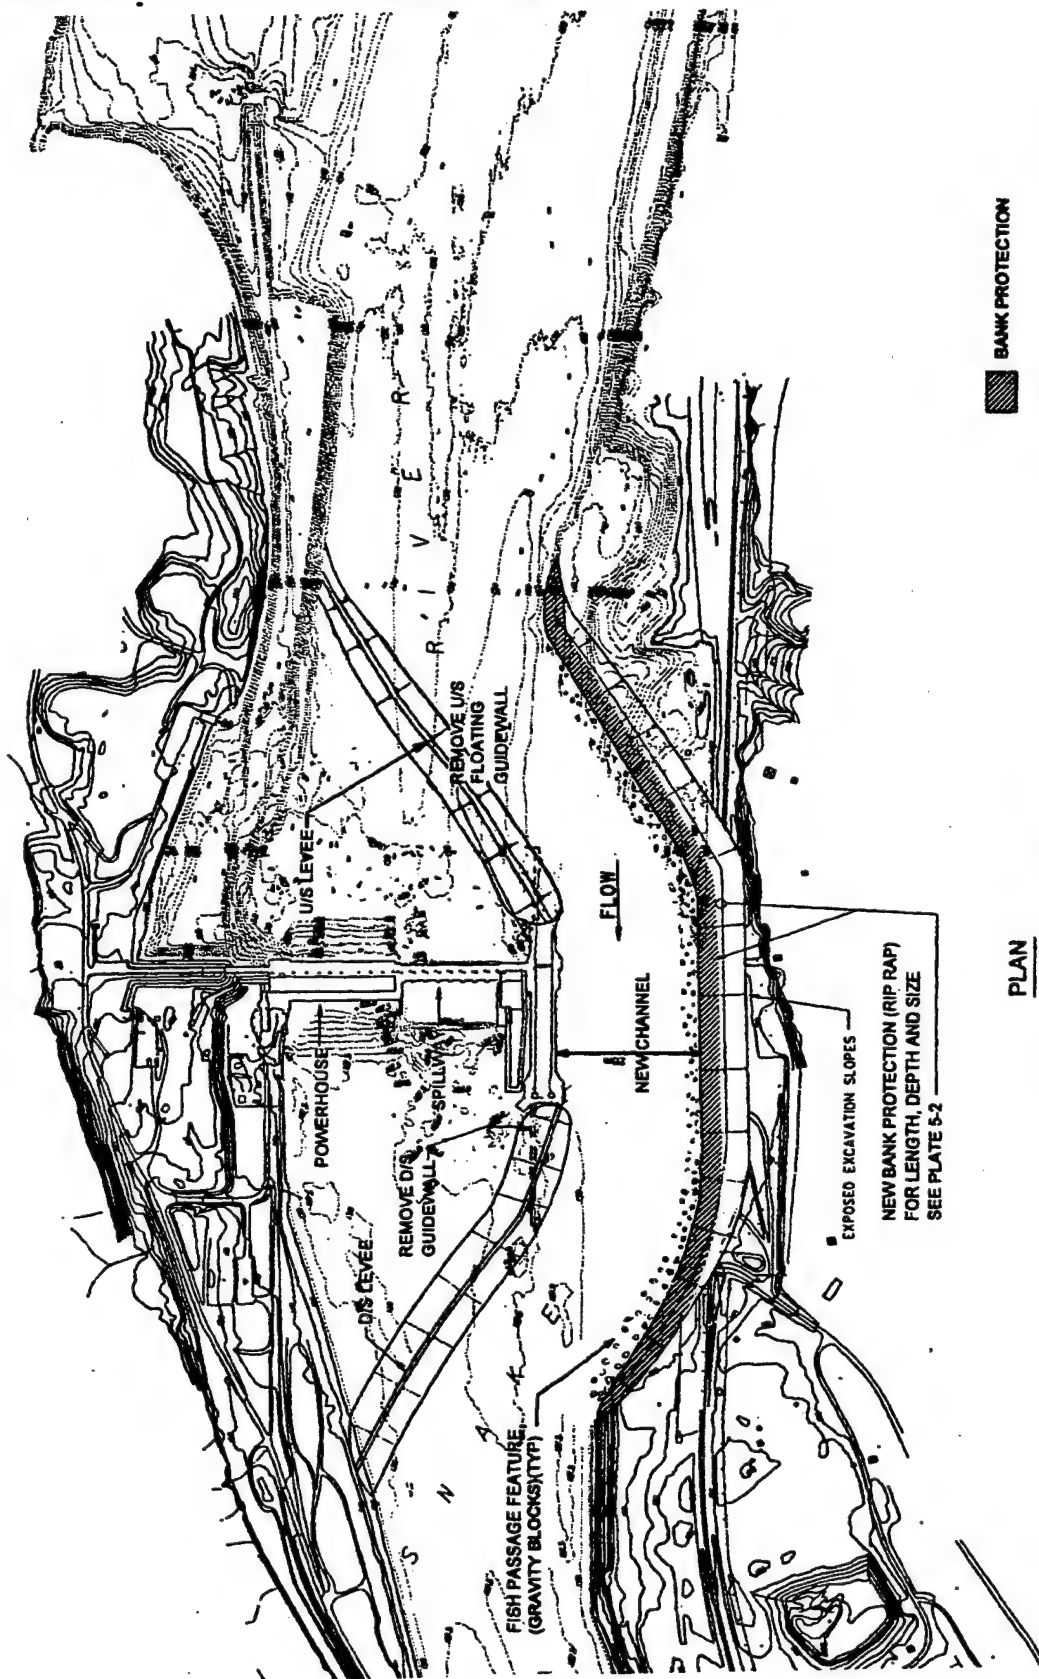 S N A K E
R I V E R
U/S LEVEE
REMOVE U/S
FLOATING
GUIDEWALL
POWERHOUSE
SPILLWAY
REMOVE D/S
GUIDEWALL
D/S LEVEE
FLOW
NEW CHANNEL
FISH PASSAGE FEATURE
(GRAVITY BLOCKS)(TYP)
EXPOSED EXCAVATION SLOPES
NEW BANK PROTECTION (RIP RAP)
FOR LENGTH, DEPTH AND SIZE
SEE PLATE 5-2
BANK PROTECTION
PLAN